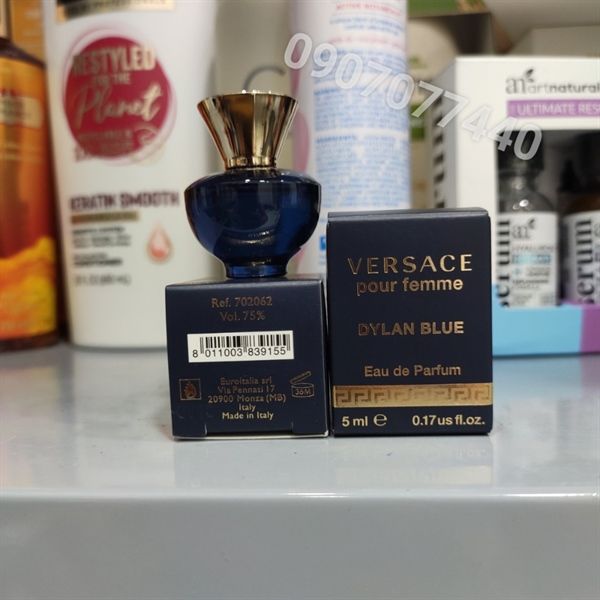 0907077440
RESTYLED
FOR THE
Planet
KERATIN SMOOTH
artnaturals
ULTIMATE RES
Serum
Ref. 702062
Vol. 75%
8 011003 839155
Euroitalia srl
Via Pennati 17
20900 Monza (MB)
Italy
Made in Italy
36M
VERSACE
pour femme
DYLAN BLUE
Eau de Parfum
5 ml e 0.17 us fl.oz.